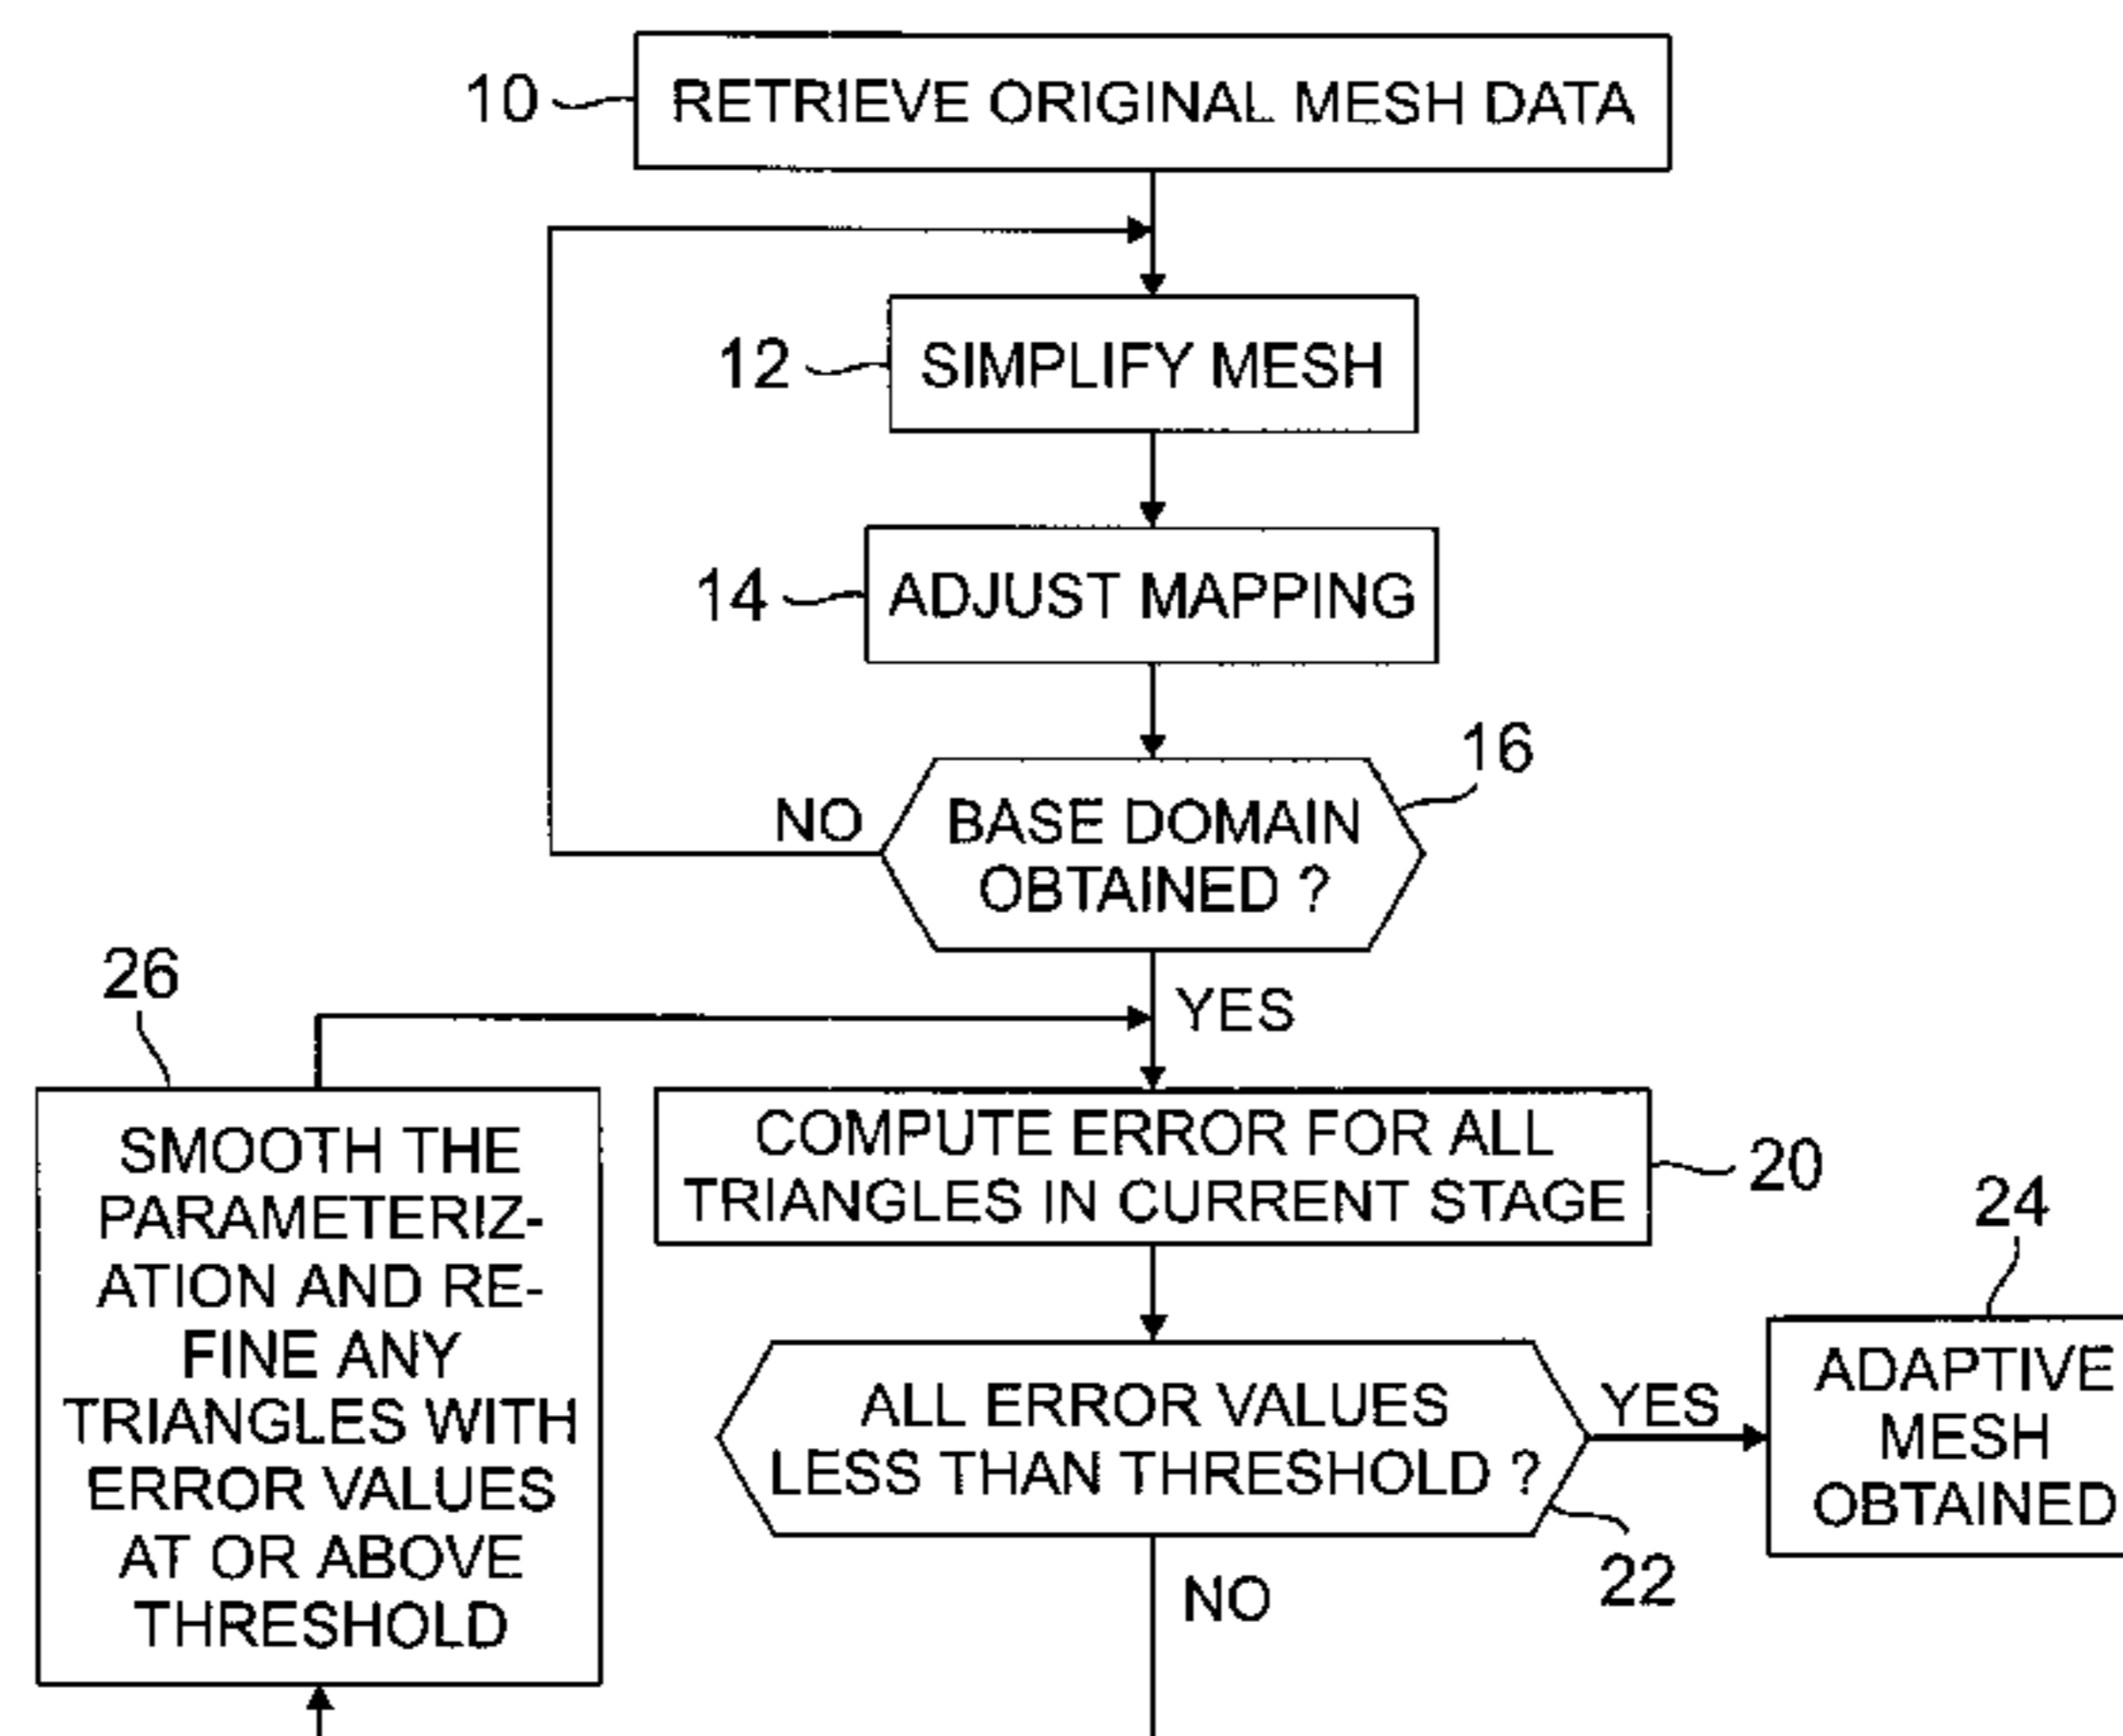 10
RETRIEVE ORIGINAL MESH DATA
12
SIMPLIFY MESH
14
ADJUST MAPPING
16
NO
BASE DOMAIN
OBTAINED ?
YES
26
SMOOTH THE
PARAMETERIZ-
ATION AND RE-
FINE ANY
TRIANGLES WITH
ERROR VALUES
AT OR ABOVE
THRESHOLD
COMPUTE ERROR FOR ALL
TRIANGLES IN CURRENT STAGE
20
ALL ERROR VALUES
LESS THAN THRESHOLD ?
22
YES
NO
24
ADAPTIVE
MESH
OBTAINED